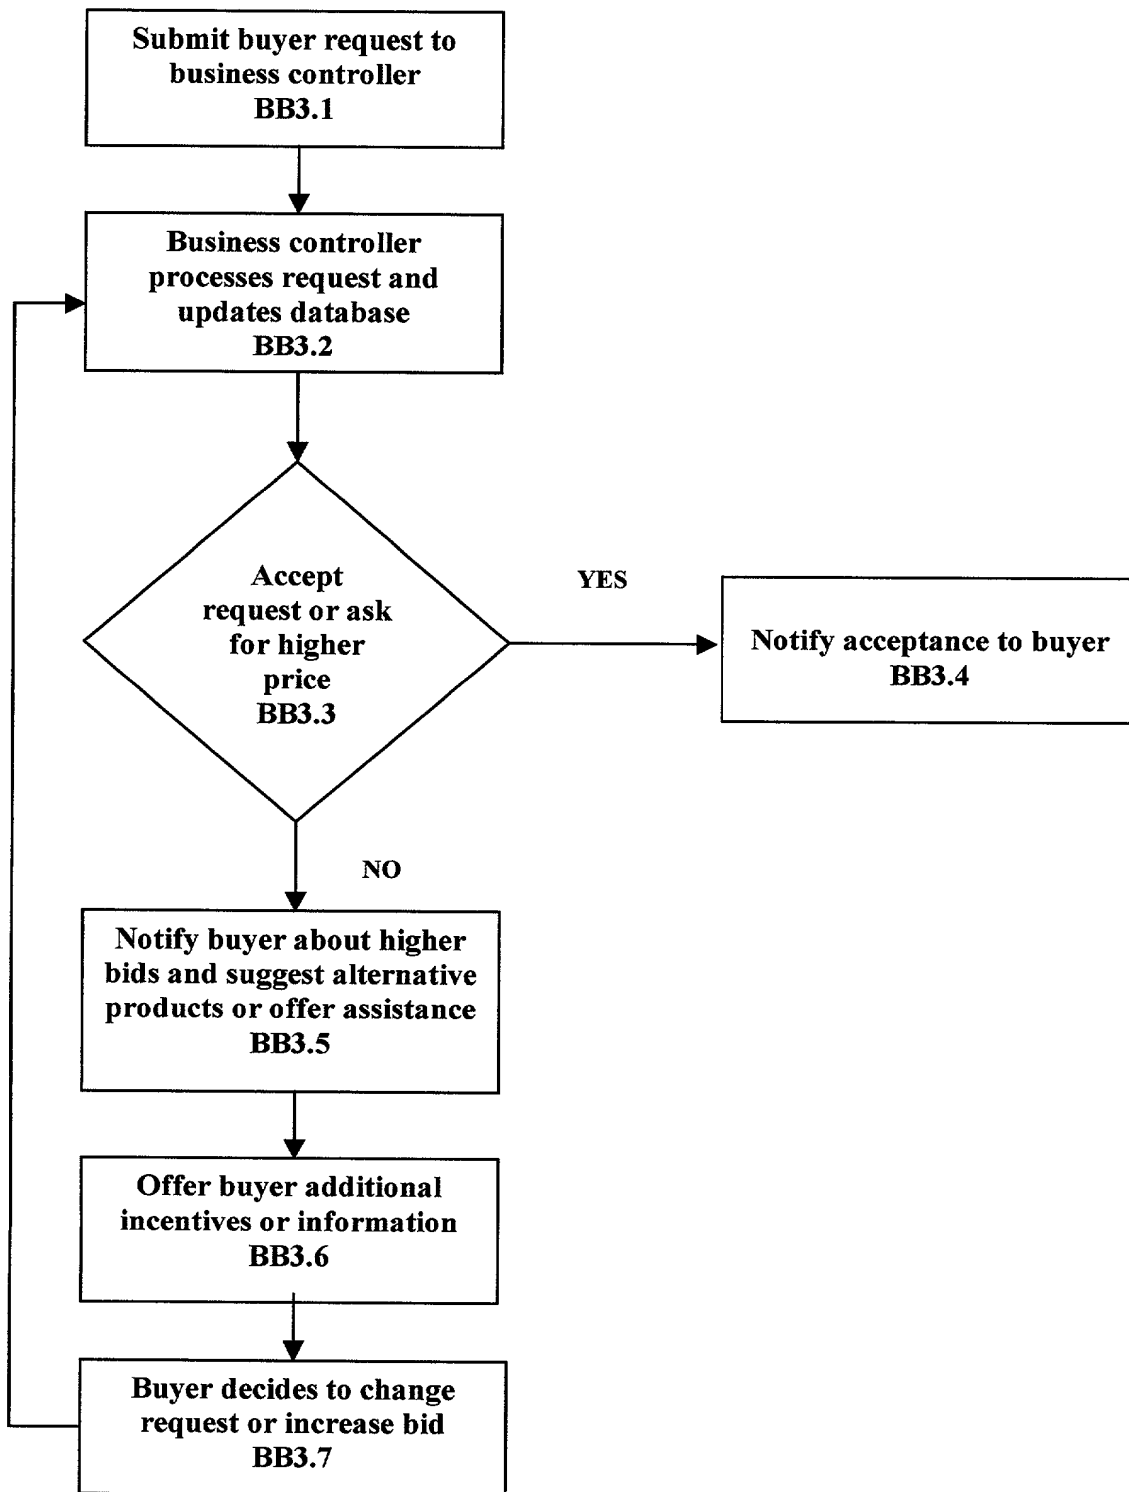 Submit buyer request to
business controller
BB3.1
Business controller
processes request and
updates database
BB3.2
Accept
request or ask
for higher
price
BB3.3
YES
Notify acceptance to buyer
BB3.4
NO
Notify buyer about higher
bids and suggest alternative
products or offer assistance
BB3.5
Offer buyer additional
incentives or information
BB3.6
Buyer decides to change
request or increase bid
BB3.7